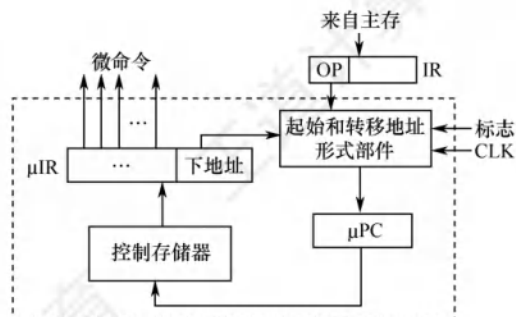 来自主存
微命令
OP
IR
…
起始和转移地址
形式部件
标志
CLK
μIR
…
下地址
μPC
控制存储器